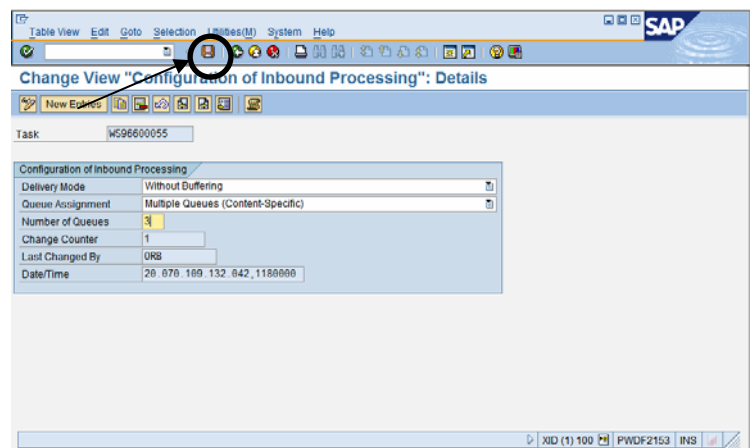 Table View Edit Goto Selection Utilities(M) System Help
SAP
Change View "Configuration of Inbound Processing": Details
New Entries
Task WS96600055
Configuration of Inbound Processing
Delivery Mode Without Buffering
Queue Assignment Multiple Queues (Content-Specific)
Number of Queues 3
Change Counter 1
Last Changed By ORB
Date/Time 20.070.109.132.042,1180000
XID (1) 100 PWDF2153 INS